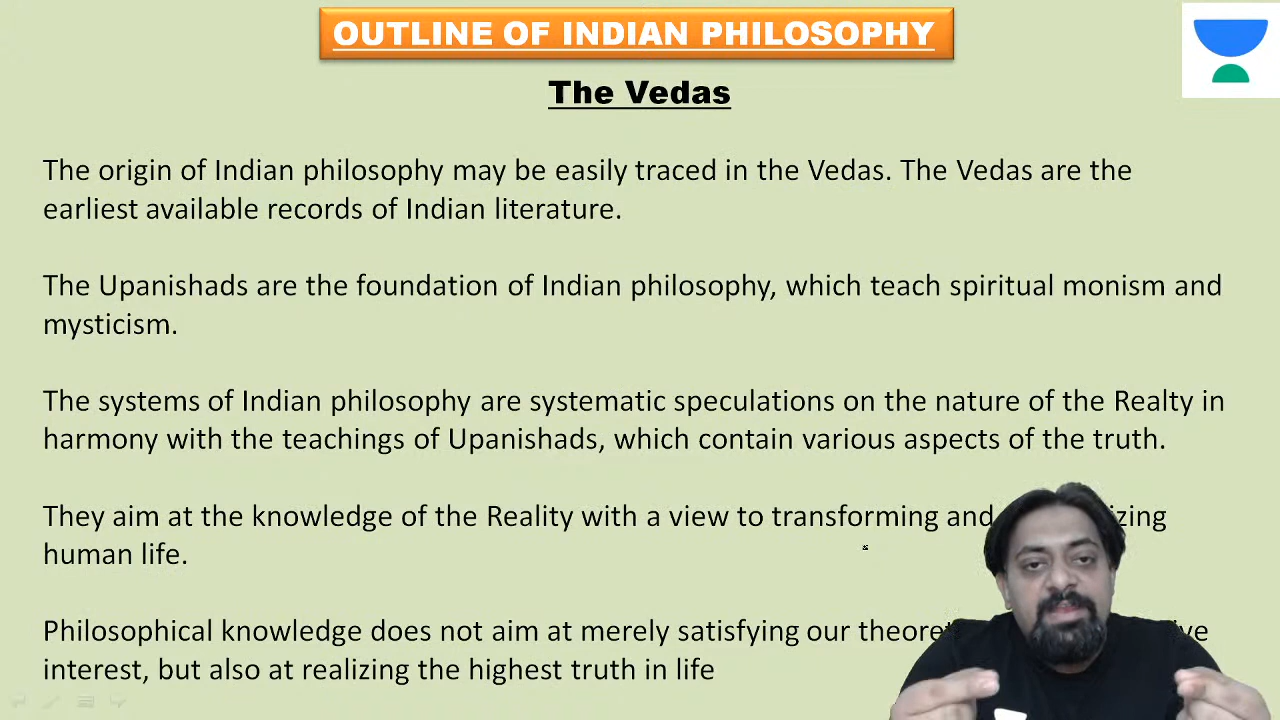 OUTLINE OF INDIAN PHILOSOPHY
The Vedas
The origin of Indian philosophy may be easily traced in the Vedas. The Vedas are the
earliest available records of Indian literature.
The Upanishads are the foundation of Indian philosophy, which teach spiritual monism and
mysticism.
The systems of Indian philosophy are systematic speculations on the nature of the Realty in
harmony with the teachings of Upanishads, which contain various aspects of the truth.
They aim at the knowledge of the Reality with a view to transforming and
human life.
Philosophical knowledge does not aim at merely satisfying our
interest, but also at realizing the highest truth in life